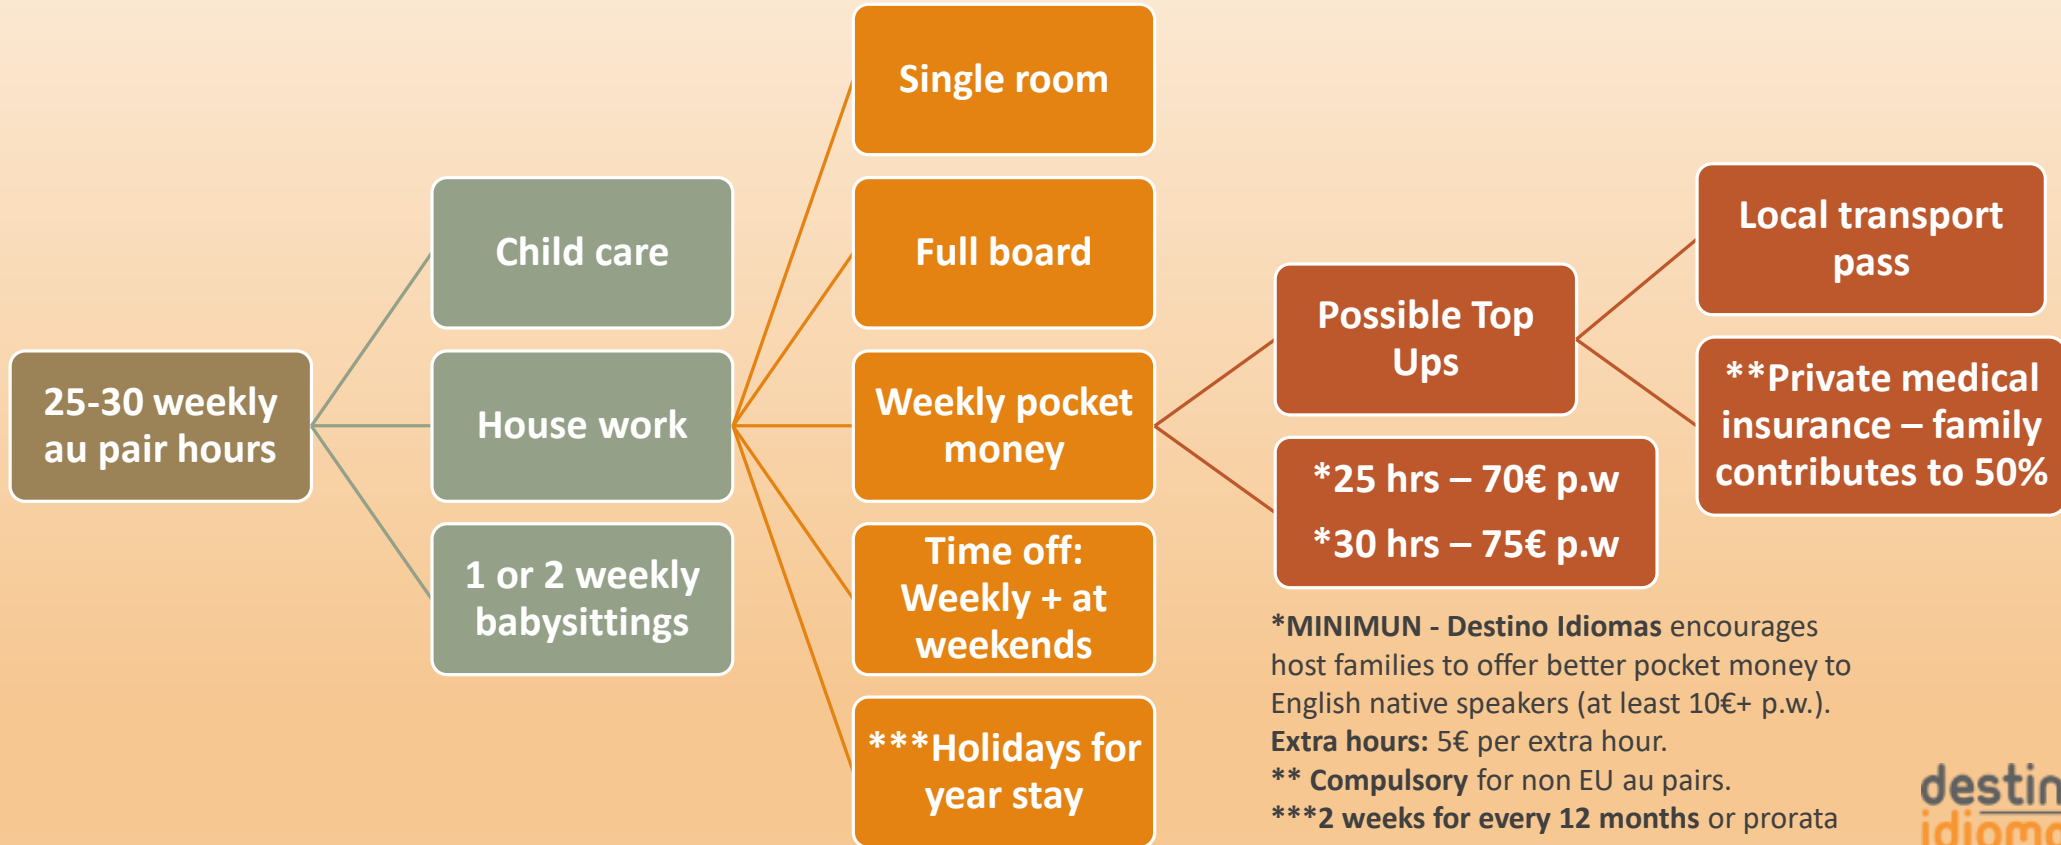 25-30 weekly
au pair hours
Child care
House work
1 or 2 weekly
babysittings
Single room
Full board
Weekly pocket
money
Time off:
Weekly + at
weekends
***Holidays for
year stay
Possible Top
Ups
*25 hrs – 70€ p.w
*30 hrs – 75€ p.w
Local transport
pass
**Private medical
insurance – family
contributes to 50%
*MINIMUN - Destino Idiomas encourages
host families to offer better pocket money to
English native speakers (at least 10€+ p.w.).
Extra hours: 5€ per extra hour.
** Compulsory for non EU au pairs.
***2 weeks for every 12 months or prorata
destin
idioma